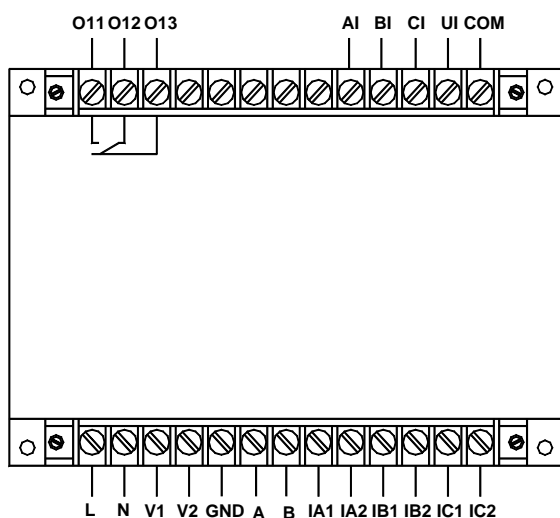 O11 O12 O13 AI BI CI UI COM
L N V1 V2 GND A B IA1 IA2 IB1 IB2 IC1 IC2